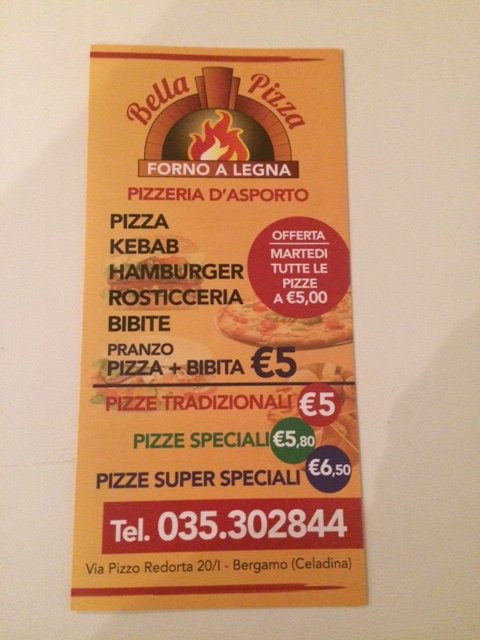 Bella Pizza
FORNO A LEGNA
PIZZERIA D'ASPORTO
PIZZA
KEBAB
HAMBURGER
ROSTICCERIA
BIBITE
OFFERTA
MARTEDI
TUTTE LE
PIZZE
A €5,00
PRANZO
PIZZA + BIBITA €5
PIZZE TRADIZIONALI €5
PIZZE SPECIALI €5,80
PIZZE SUPER SPECIALI €6,50
Tel. 035.302844
Via Pizzo Redorta 20/I - Bergamo (Celadina)